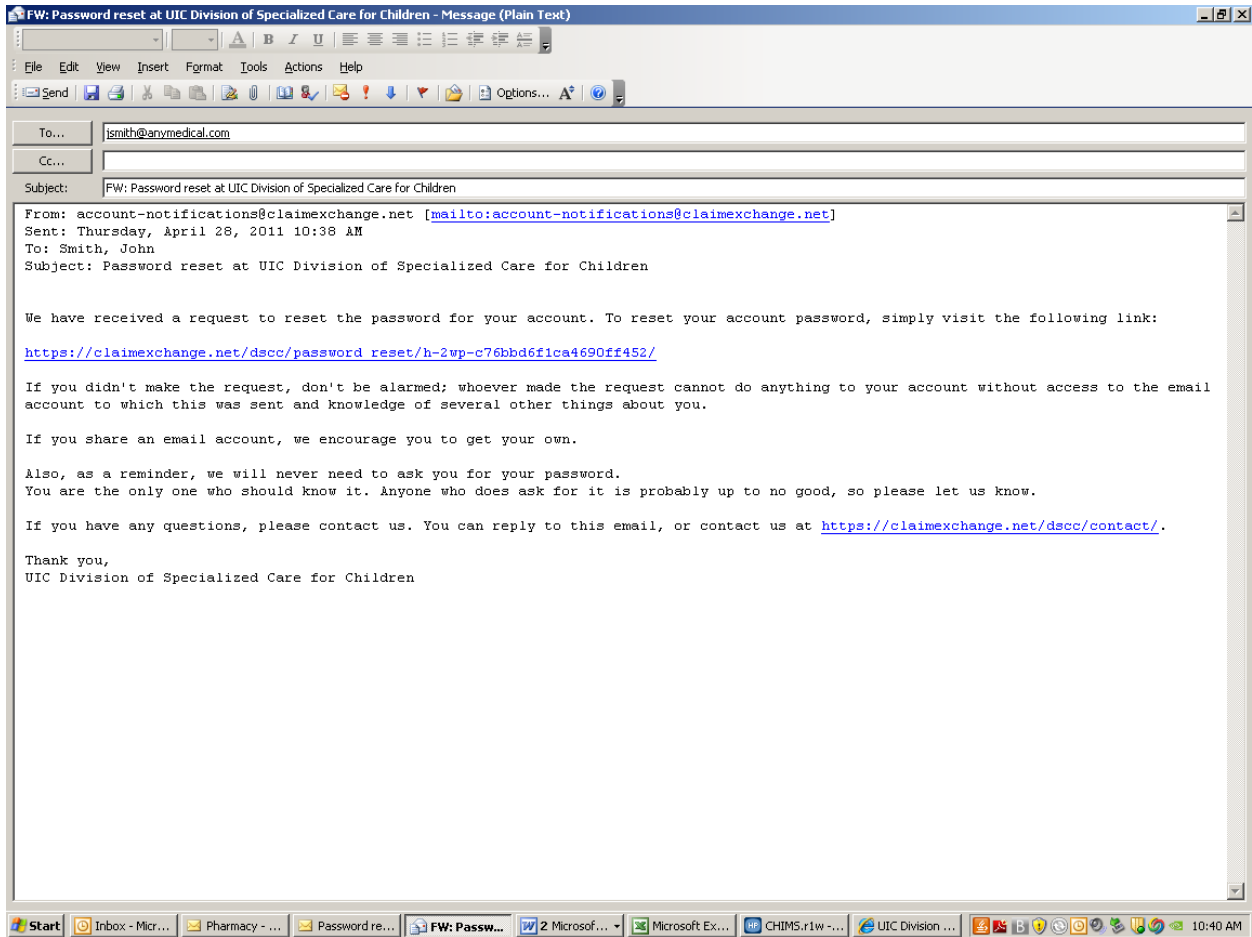 FW: Password reset at UIC Division of Specialized Care for Children - Message (Plain Text)
A B I U
File Edit View Insert Format Tools Actions Help
Send Options...
To... jsmith@anymedical.com
Cc...
Subject: FW: Password reset at UIC Division of Specialized Care for Children
From: account-notifications@claimexchange.net [mailto:account-notifications@claimexchange.net]
Sent: Thursday, April 28, 2011 10:38 AM
To: Smith, John
Subject: Password reset at UIC Division of Specialized Care for Children
We have received a request to reset the password for your account. To reset your account password, simply visit the following link:
https://claimexchange.net/dscc/password_reset/h-2wp-c76bbd6f1ca4690ff452/
If you didn't make the request, don't be alarmed; whoever made the request cannot do anything to your account without access to the email
account to which this was sent and knowledge of several other things about you.
If you share an email account, we encourage you to get your own.
Also, as a reminder, we will never need to ask you for your password.
You are the only one who should know it. Anyone who does ask for it is probably up to no good, so please let us know.
If you have any questions, please contact us. You can reply to this email, or contact us at https://claimexchange.net/dscc/contact/.
Thank you,
UIC Division of Specialized Care for Children
Start Inbox - Micr... Pharmacy - ... Password re... FW: Passw... 2 Microsof... Microsoft Ex... CHIMS.r1w -... UIC Division ... 10:40 AM